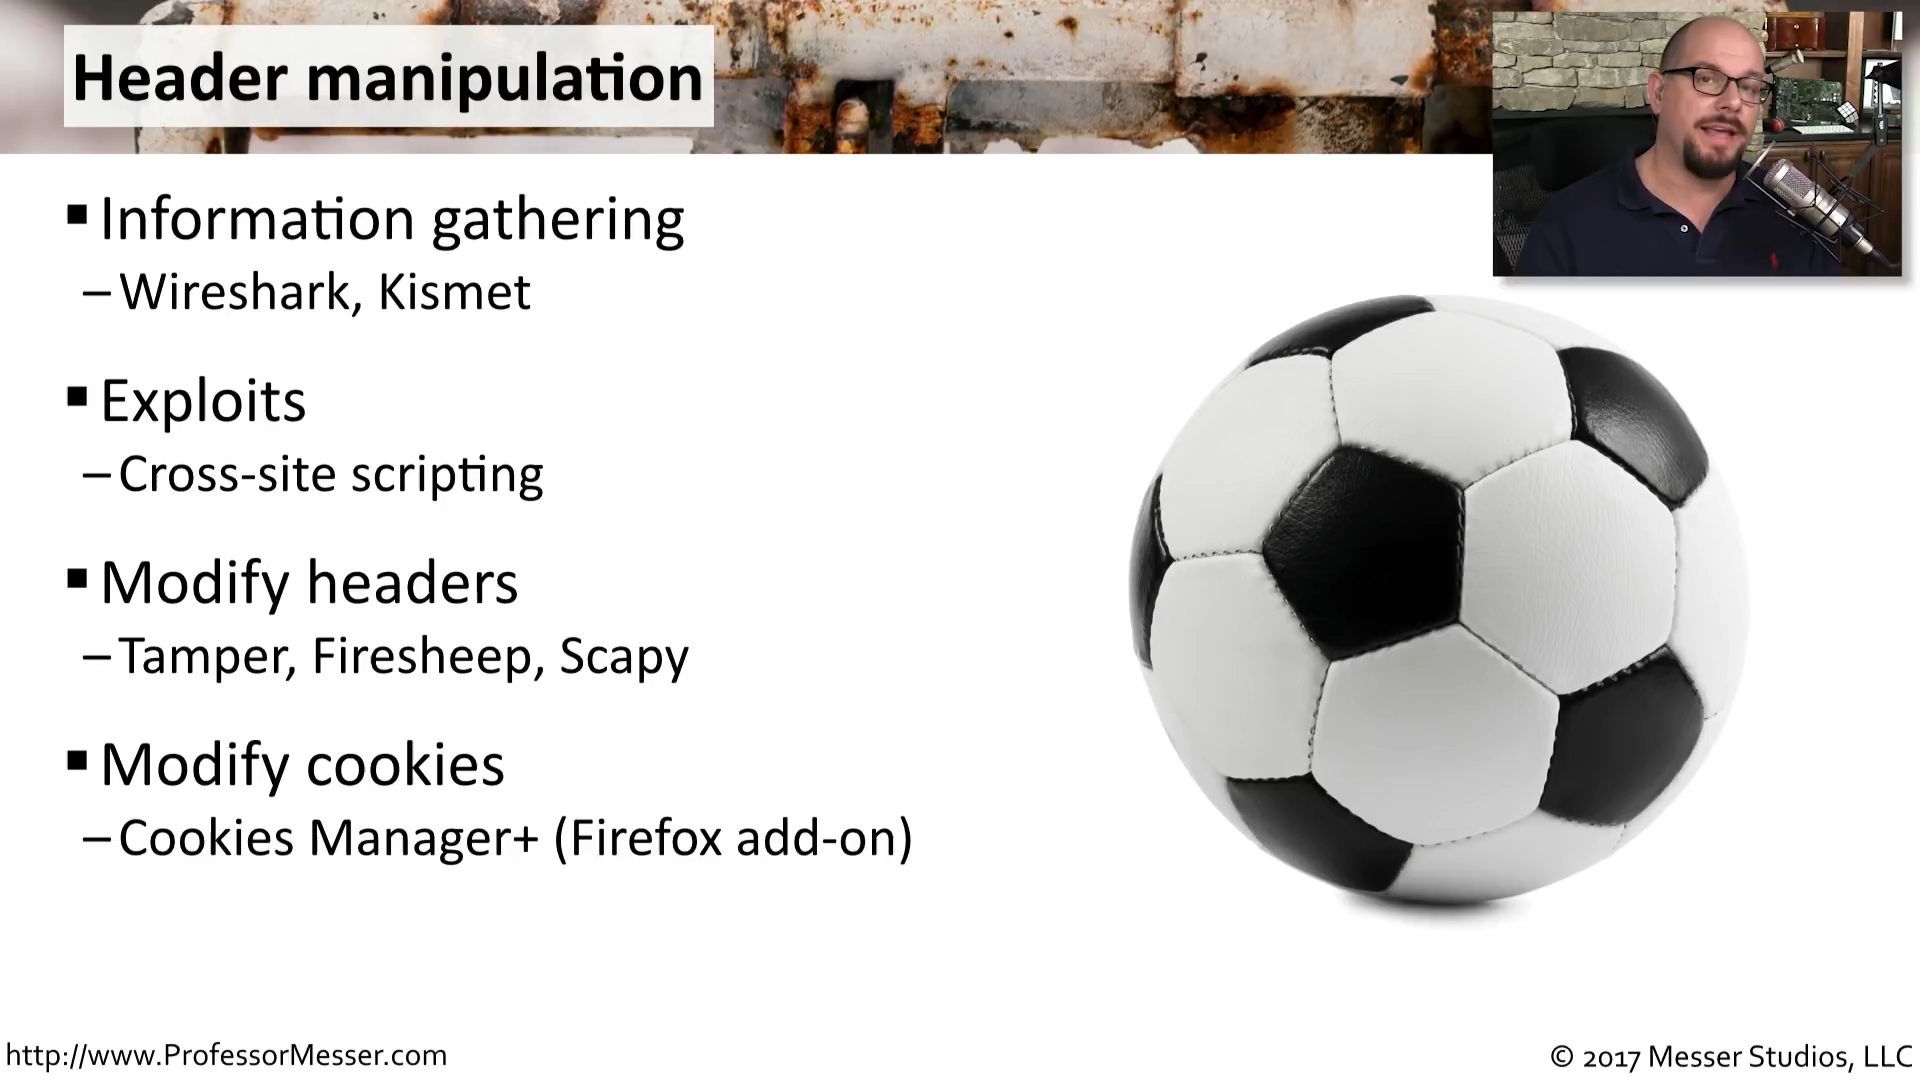 Header manipulation
▪ Information gathering
– Wireshark, Kismet
▪ Exploits
– Cross-site scripting
▪ Modify headers
– Tamper, Firesheep, Scapy
▪ Modify cookies
– Cookies Manager+ (Firefox add-on)
http://www.ProfessorMesser.com
© 2017 Messer Studios, LLC